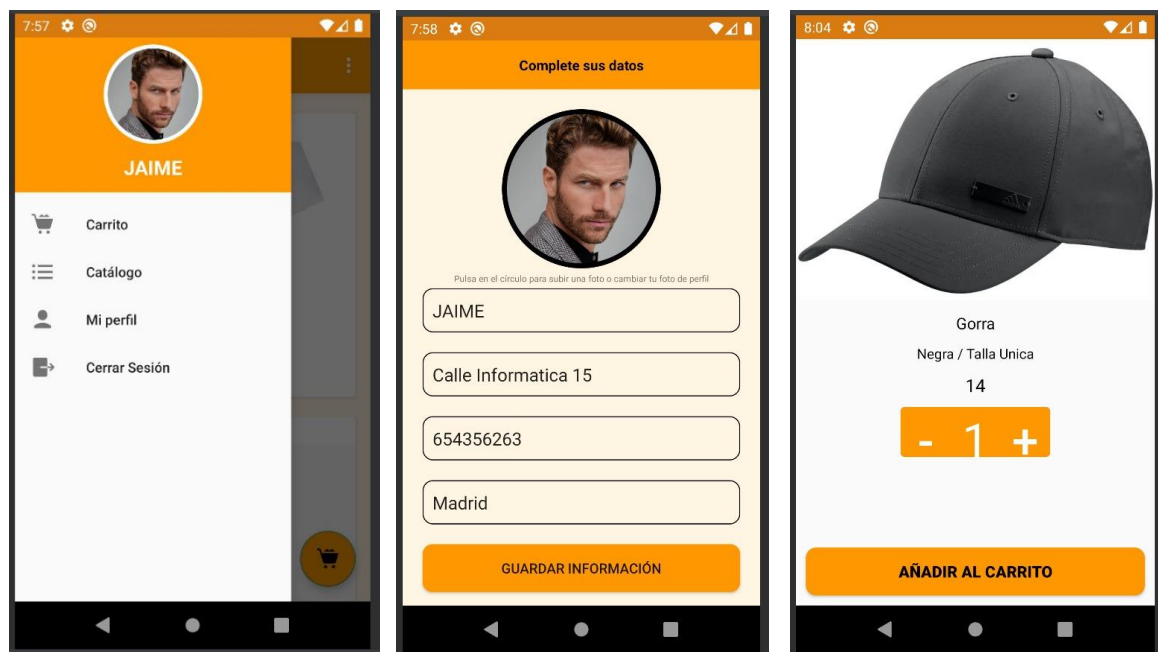 7:57
JAIME
Carrito
Catálogo
Mi perfil
Cerrar Sesión
7:58
Complete sus datos
Pulsa en el círculo para subir una foto o cambiar tu foto de perfil
JAIME
Calle Informatica 15
654356263
Madrid
GUARDAR INFORMACIÓN
8:04
Gorra
Negra / Talla Unica
14
- 1 +
AÑADIR AL CARRITO